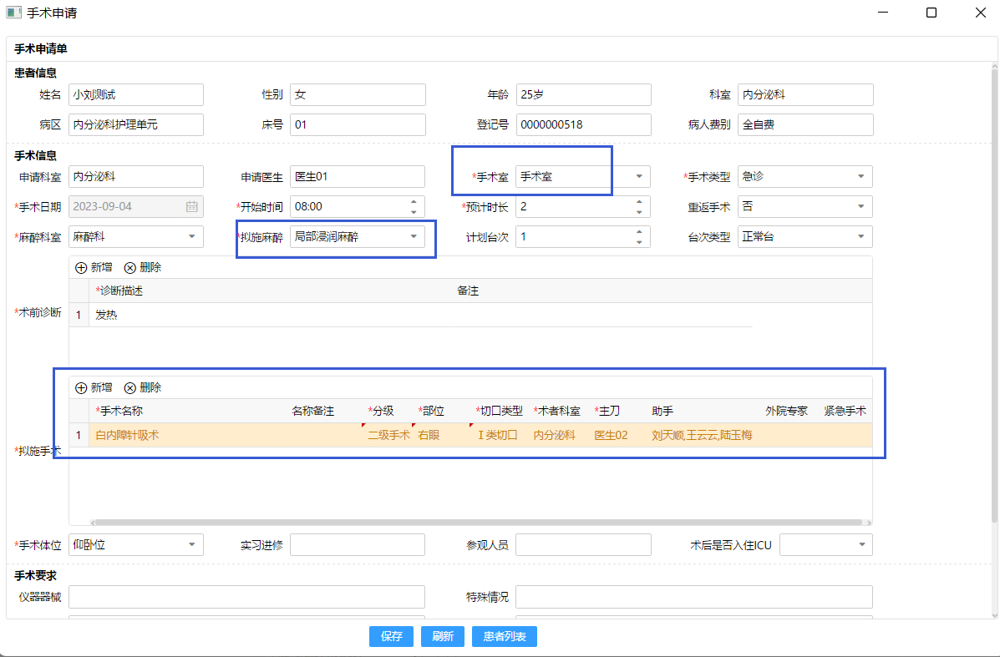 手术申请
手术申请单
患者信息
姓名 小刘测试 性别 女 年龄 25岁 科室 内分泌科
病区 内分泌科护理单元 床号 01 登记号 0000000518 病人费别 全自费
手术信息
申请科室 内分泌科 申请医生 医生01 *手术室 手术室 *手术类型 急诊
*手术日期 2023-09-04 *开始时间 08:00 *预计时长 2 重返手术 否
*麻醉科室 麻醉科 *拟施麻醉 局部浸润麻醉 计划台次 1 台次类型 正常台
新增 删除
*诊断描述 备注
*术前诊断
1 发热
新增 删除
*手术名称 名称备注 *分级 *部位 *切口类型 *术者科室 *主刀 助手 外院专家 紧急手术
1 白内障针吸术 二级手术 右眼 Ⅰ类切口 内分泌科 医生02 刘天顺,王云云,陆玉梅
*拟施手术
*手术体位 仰卧位 实习进修 参观人员 术后是否入住ICU
手术要求
仪器器械 特殊情况
保存 刷新 患者列表